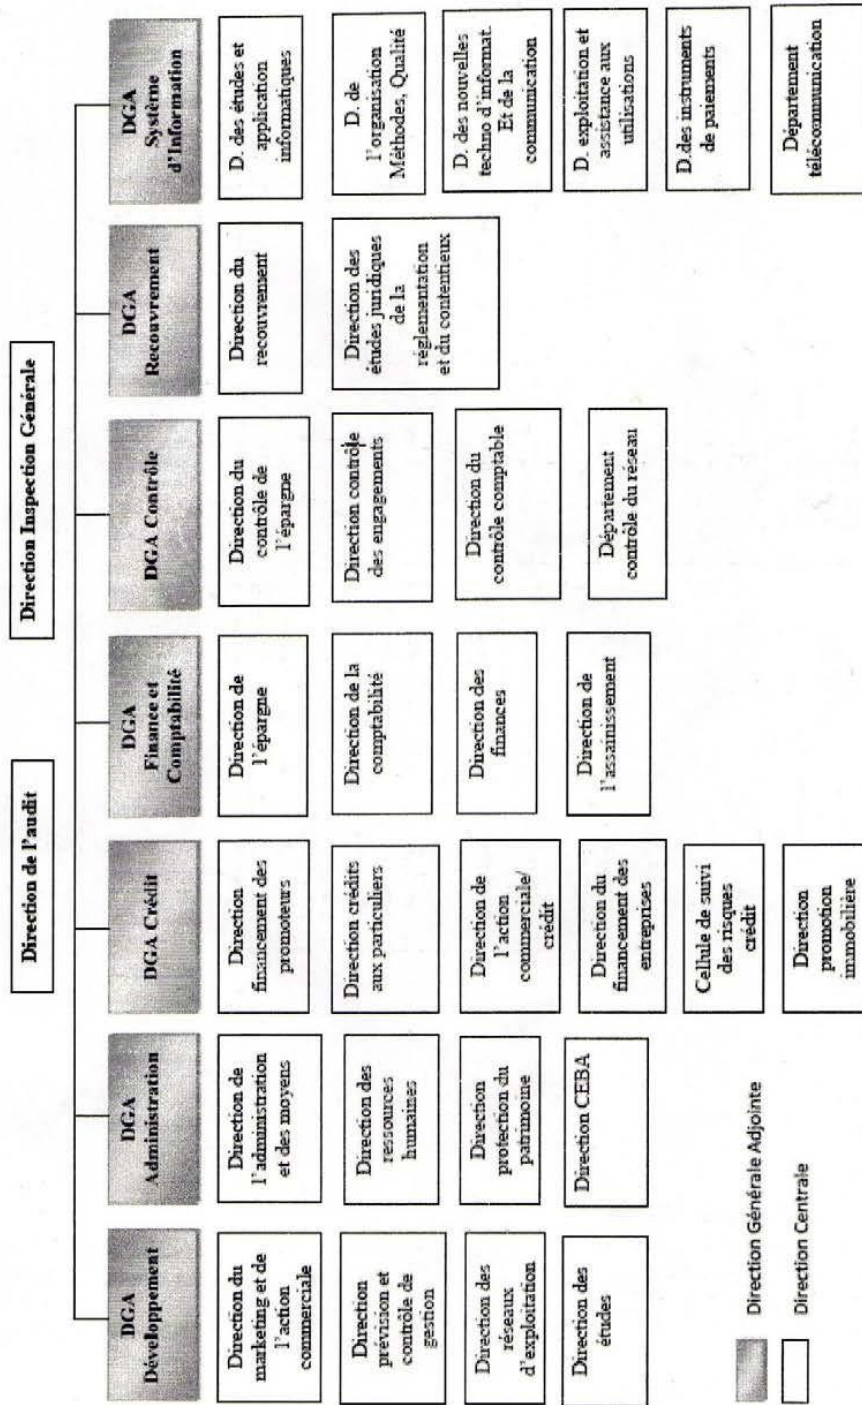 Direction de l'audit
Direction Inspection Générale
DGA
Développement
Direction du
marketing et de
l'action
commerciale
Direction
prévision et
contrôle de
gestion
Direction des
réseaux
d'exploitation
Direction des
études
DGA
Administration
Direction de
l'administration
et des moyens
Direction des
ressources
humaines
Direction
protection du
patrimoine
Direction CEBA
DGA Crédit
Direction
financement des
promoteurs
Direction crédits
aux particuliers
Direction de
l'action
commerciale/
crédit
Direction du
financement des
entreprises
Cellule de suivi
des risques
crédit
Direction
promotion
immobilière
DGA
Finance et
Comptabilité
Direction de
l'épargne
Direction de la
comptabilité
Direction des
finances
Direction de
l'assainissement
DGA Contrôle
Direction du
contrôle de
l'épargne
Direction contrôle
des engagements
Direction du
contrôle comptable
Département
contrôle du réseau
DGA
Recouvrement
Direction du
recouvrement
Direction des
études juridiques
de la
réglementation
et du contentieux
DGA
Système
d'Information
D. des études et
application
informatiques
D. de
l'organisation
Méthodes, Qualité
D. des nouvelles
techno d'informat.
Et de la
communication
D. exploitation et
assistance aux
utilisations
D.des instruments
de paiements
Département
télécommunication
Direction Générale Adjointe
Direction Centrale